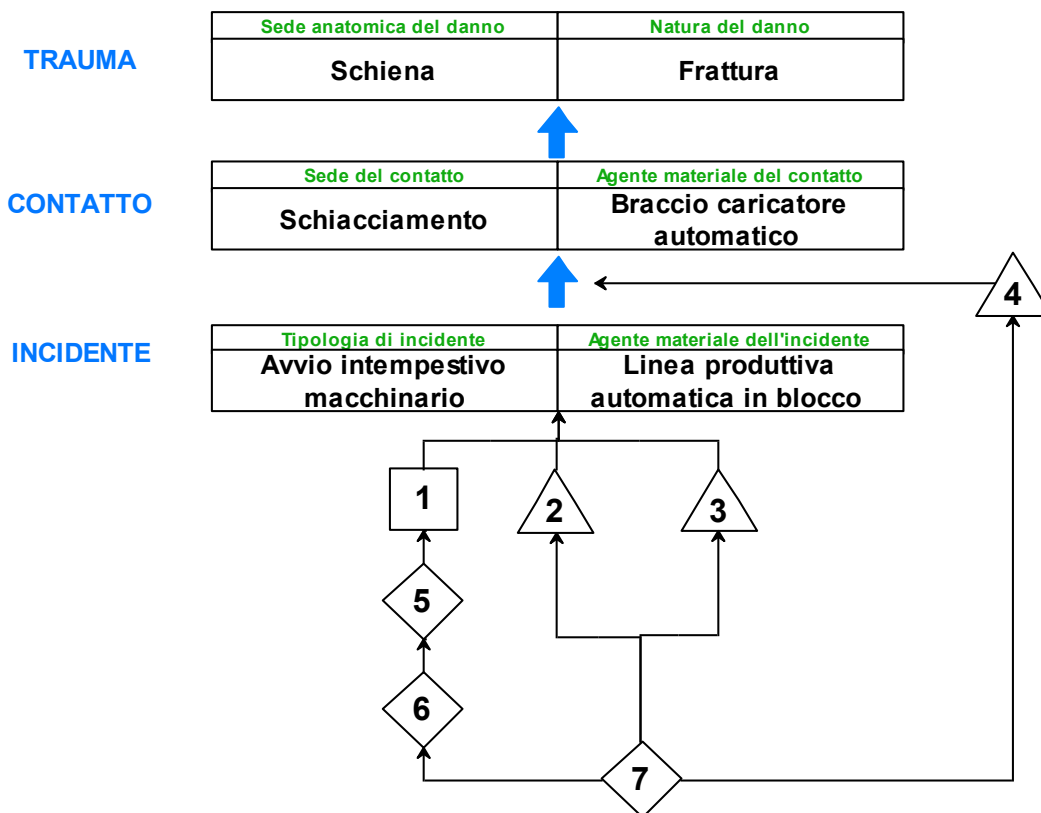 Sede anatomica del danno
Natura del danno
TRAUMA
Schiena
Frattura
Sede del contatto
Agente materiale del contatto
CONTATTO
Schiacciamento
Braccio caricatore
automatico
4
Tipologia di incidente
Agente materiale dell'incidente
INCIDENTE
Avvio intempestivo
macchinario
Linea produttiva
automatica in blocco
1
2
3
5
6
7